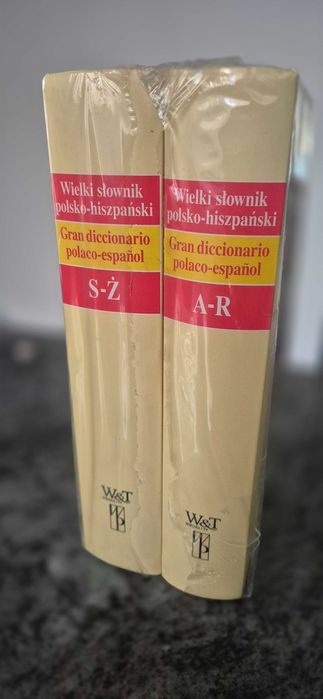 Wielki słownik
polsko-hiszpański
Gran diccionario
polaco-español
S-Ż
W&T
Wielki słownik
polsko-hiszpański
Gran diccionario
polaco-español
A-R
W&T